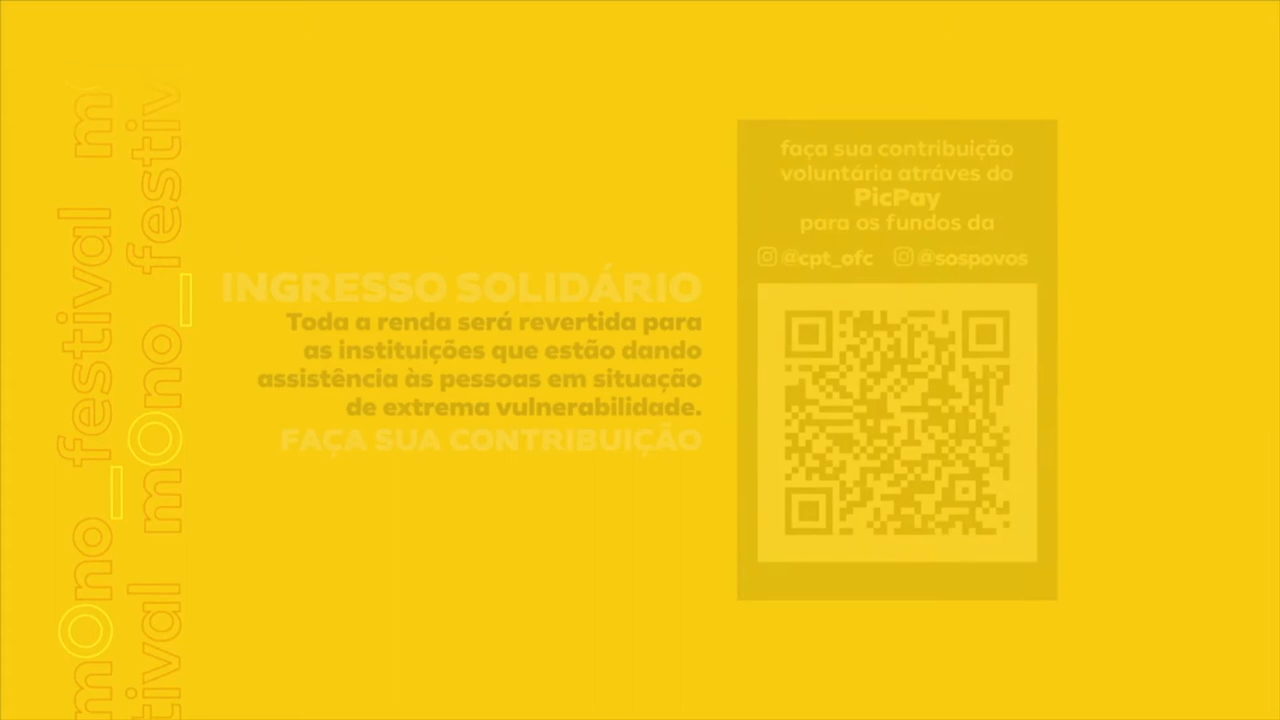 mOno_festival m
tival mOno_festiv
INGRESSO SOLIDÁRIO
Toda a renda será revertida para
as instituições que estão dando
assistência às pessoas em situação
de extrema vulnerabilidade.
FAÇA SUA CONTRIBUIÇÃO
faça sua contribuição
voluntária atráves do
PicPay
para os fundos da
@cpt_ofc @sospovos